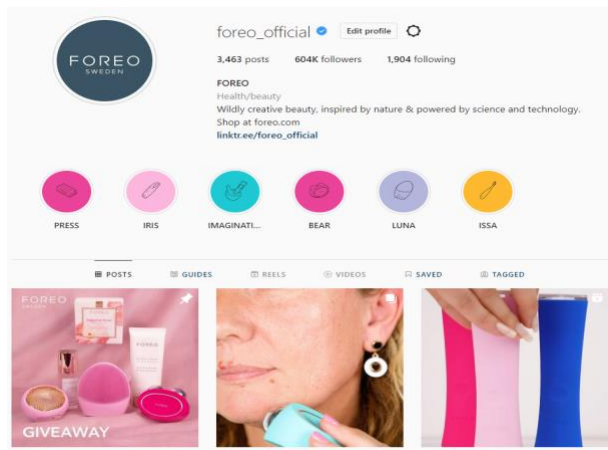 FOREO
SWEDEN
foreo_official Edit profile
3,463 posts 604K followers 1,904 following
FOREO
Health/beauty
Wildly creative beauty, inspired by nature & powered by science and technology.
Shop at foreo.com
linktr.ee/foreo_official
PRESS IRIS IMAGINATI... BEAR LUNA ISSA
POSTS GUIDES REELS VIDEOS SAVED TAGGED
FOREO
SWEDEN
FOREO
GIVEAWAY